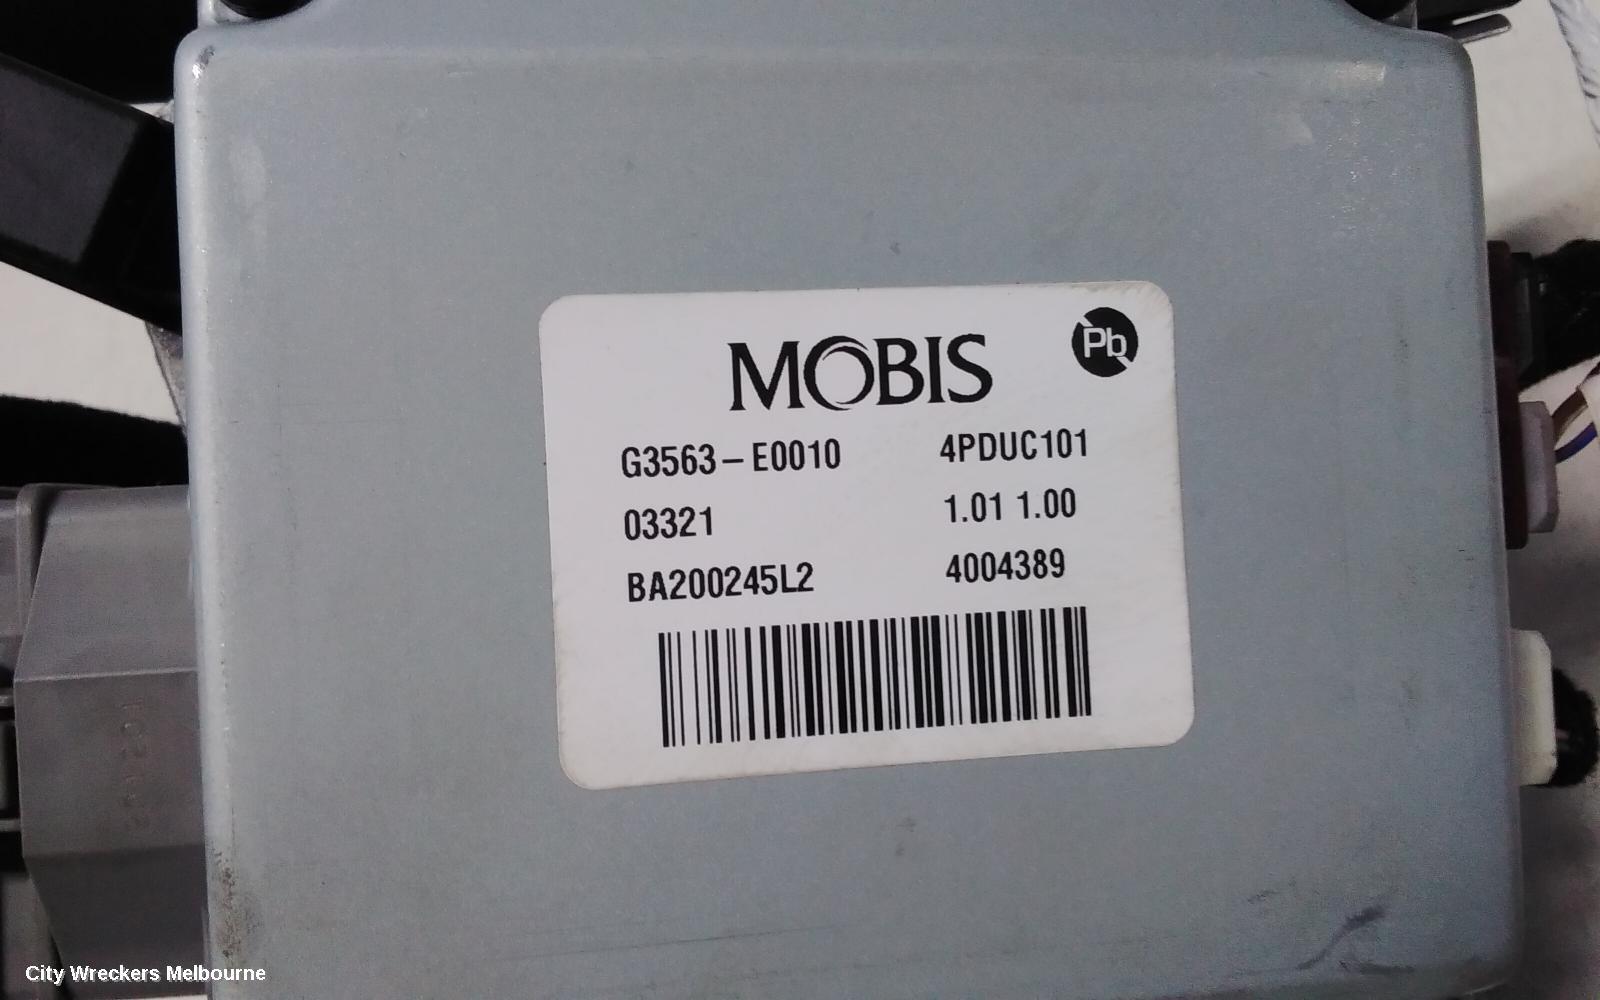 MOBIS
Pb
G3563-E0010 4PDUC101
03321 1.01 1.00
BA200245L2 4004389
City Wreckers Melbourne